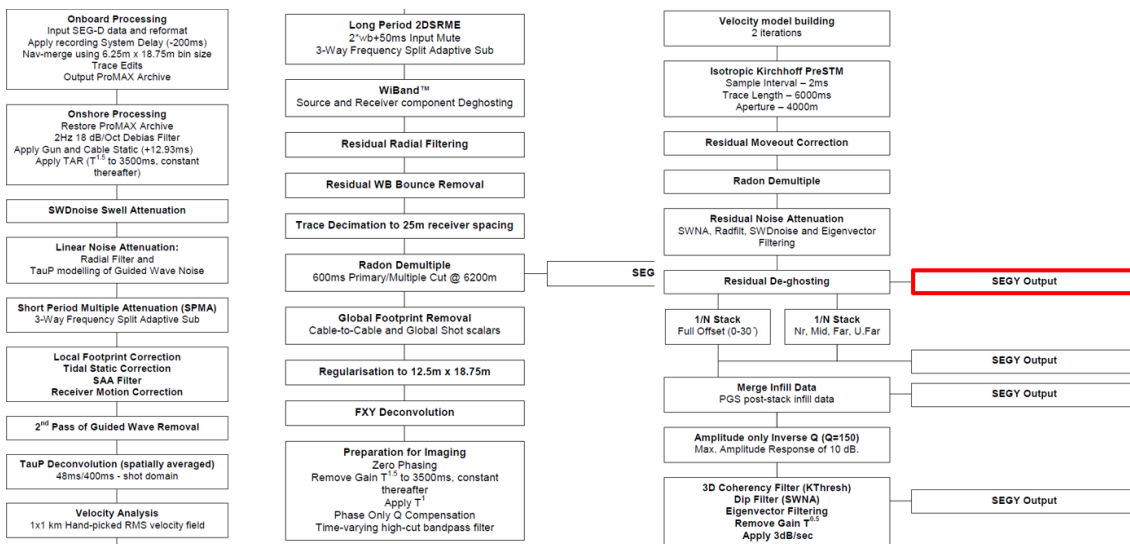 Onboard Processing
Input SEG-D data and reformat
Apply recording System Delay (-200ms)
Nav-merge using 6.25m x 18.75m bin size
Trace Edits
Output ProMAX Archive
Onshore Processing
Restore ProMAX Archive
2Hz 18 dB/Oct Debias Filter
Apply Gun and Cable Static (+12.93ms)
Apply TAR (T^1.5 to 3500ms, constant
thereafter)
SWDnoise Swell Attenuation
Linear Noise Attenuation:
Radial Filter and
TauP modelling of Guided Wave Noise
Short Period Multiple Attenuation (SPMA)
3-Way Frequency Split Adaptive Sub
Local Footprint Correction
Tidal Static Correction
SAA Filter
Receiver Motion Correction
2nd Pass of Guided Wave Removal
TauP Deconvolution (spatially averaged)
48ms/400ms - shot domain
Velocity Analysis
1x1 km Hand-picked RMS velocity field
Long Period 2DSRME
2*wb+50ms Input Mute
3-Way Frequency Split Adaptive Sub
WiBand™
Source and Receiver component Deghosting
Residual Radial Filtering
Residual WB Bounce Removal
Trace Decimation to 25m receiver spacing
Radon Demultiple
600ms Primary/Multiple Cut @ 6200m
SEG
Global Footprint Removal
Cable-to-Cable and Global Shot scalars
Regularisation to 12.5m x 18.75m
FXY Deconvolution
Preparation for Imaging
Zero Phasing
Remove Gain T^1.5 to 3500ms, constant
thereafter
Apply T^1
Phase Only Q Compensation
Time-varying high-cut bandpass filter
Velocity model building
2 iterations
Isotropic Kirchhoff PreSTM
Sample Interval – 2ms
Trace Length – 6000ms
Aperture – 4000m
Residual Moveout Correction
Radon Demultiple
Residual Noise Attenuation
SWNA, Radfilt, SWDnoise and Eigenvector
Filtering
Residual De-ghosting
SEGY Output
1/N Stack
Full Offset (0-30°)
1/N Stack
Nr, Mid, Far, U.Far
SEGY Output
Merge Infill Data
PGS post-stack infill data
SEGY Output
Amplitude only Inverse Q (Q=150)
Max. Amplitude Response of 10 dB.
3D Coherency Filter (KThresh)
Dip Filter (SWNA)
Eigenvector Filtering
Remove Gain T^0.5
Apply 3dB/sec
SEGY Output